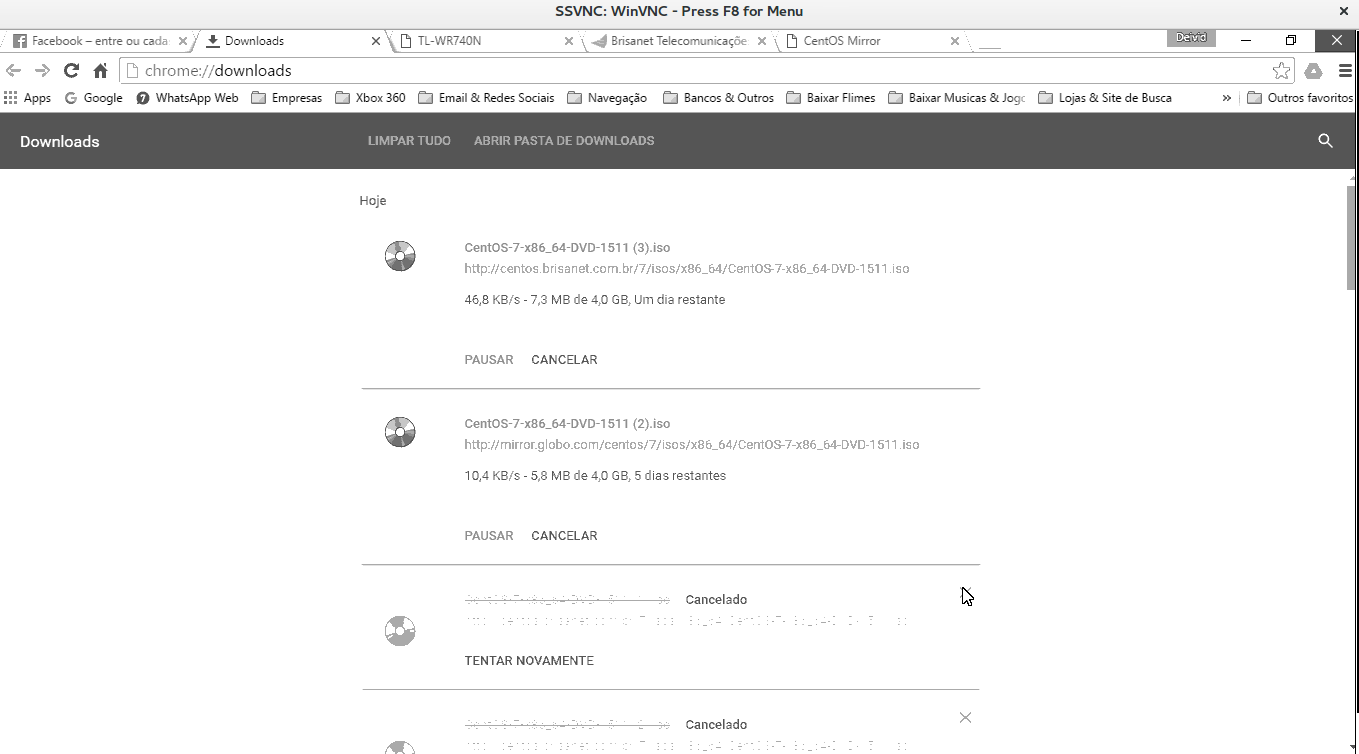 SSVNC: WinVNC - Press F8 for Menu
Facebook – entre ou cada
Downloads
TL-WR740N
Brisanet Telecomunicaçõe
CentOS Mirror
Deivid
chrome://downloads
Apps
Google
WhatsApp Web
Empresas
Xbox 360
Email & Redes Sociais
Navegação
Bancos & Outros
Baixar Flimes
Baixar Musicas & Jogo
Lojas & Site de Busca
»
Outros favoritos
Downloads
LIMPAR TUDO
ABRIR PASTA DE DOWNLOADS
Hoje
CentOS-7-x86_64-DVD-1511 (3).iso
http://centos.brisanet.com.br/7/isos/x86_64/CentOS-7-x86_64-DVD-1511.iso
46,8 KB/s - 7,3 MB de 4,0 GB, Um dia restante
PAUSAR
CANCELAR
CentOS-7-x86_64-DVD-1511 (2).iso
http://mirror.globo.com/centos/7/isos/x86_64/CentOS-7-x86_64-DVD-1511.iso
10,4 KB/s - 5,8 MB de 4,0 GB, 5 dias restantes
PAUSAR
CANCELAR
Cancelado
TENTAR NOVAMENTE
Cancelado